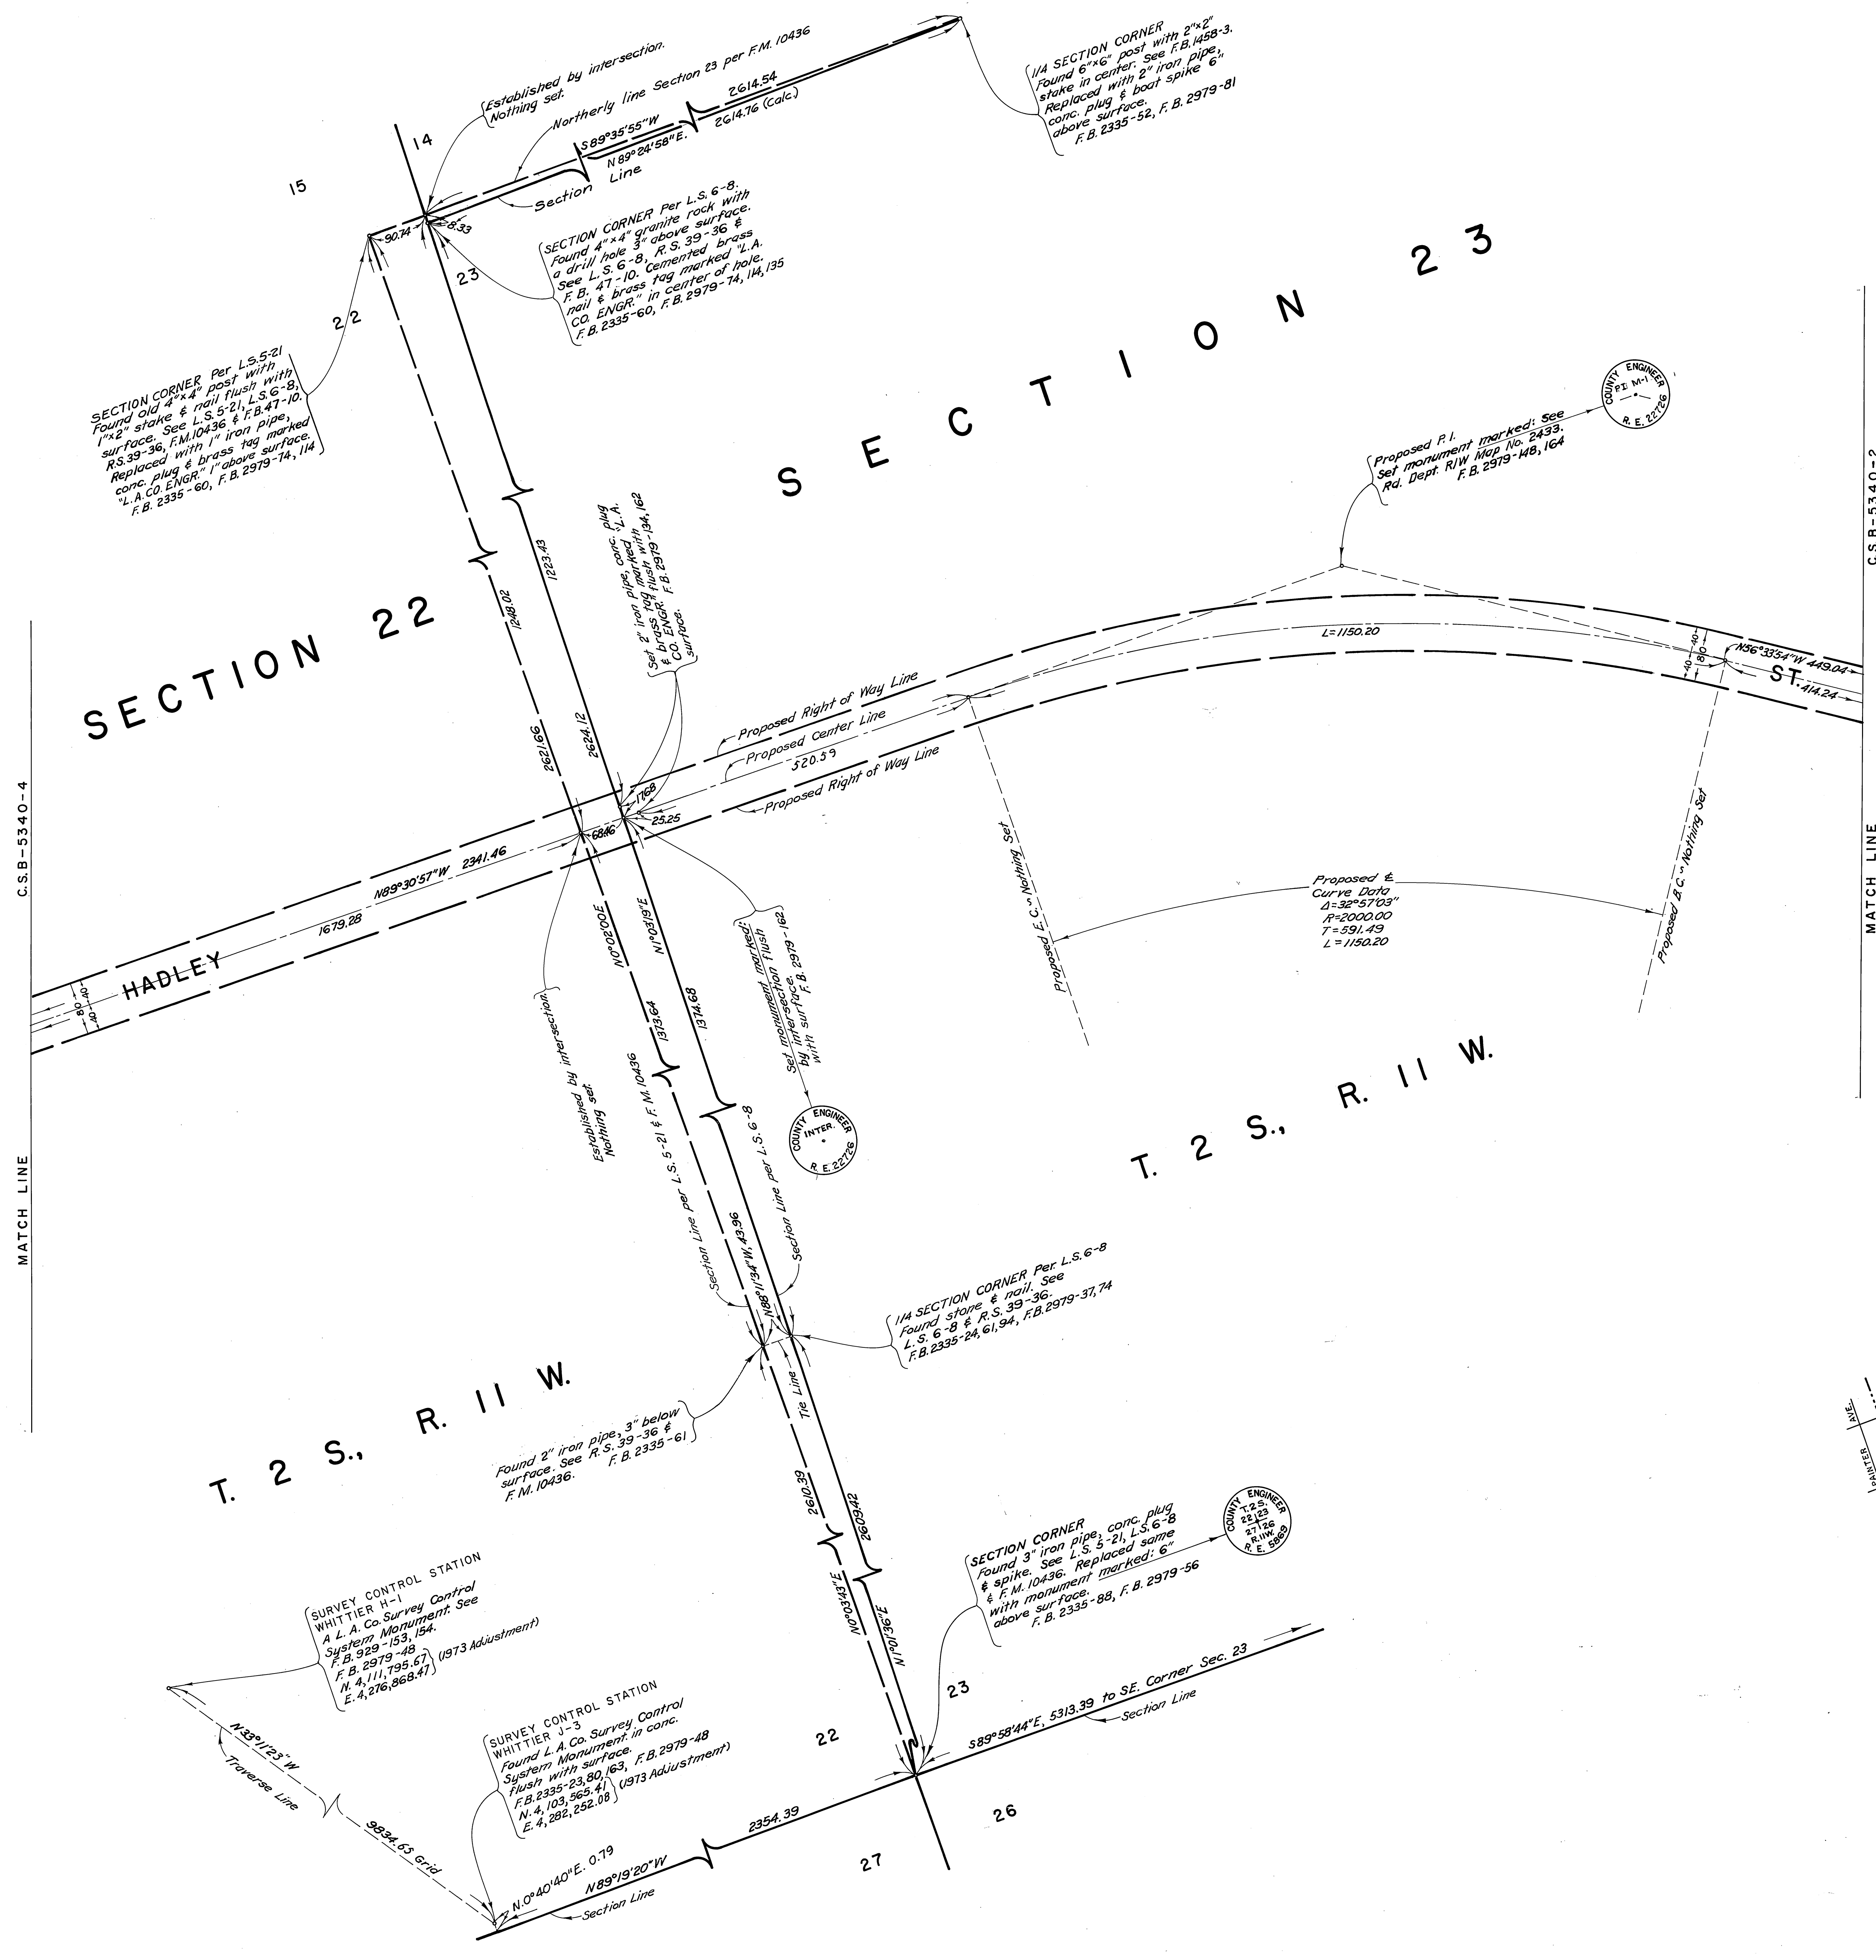 (Established by intersection.
Nothing set.
Northerly line Section 23 per F.M. 10436
2614.54
S89°35'55"W
2614.76 (Calc.)
N89°24'58"E.
Section Line
1/4 SECTION CORNER
Found 6"x6" post with 2"x2"
stake in center. See F.B.1458-3.
Replaced with 2" iron pipe,
conc. plug & boat spike 6"
above surface.
F.B. 2335-52, F.B. 2979-81
14
15
90.74
8.33
23
22
SECTION CORNER Per L.S. 6-8.
Found 4"x4" granite rock with
a drill hole 3" above surface.
See L.S. 6-8, R.S. 39-36 &
F.B. 47-10. Cemented brass
nail & brass tag marked "L.A.
CO. ENGR." in center of hole.
F.B. 2335-60, F.B. 2979-74, 114, 135
SECTION CORNER Per L.S.5-21
Found old 4"x4" post with
1"x2" stake & nail flush with
surface. See L.S. 5-21, L.S. 6-8,
R.S.39-36, F.M.10436 & F.B.47-10.
Replaced with 1" iron pipe,
conc. plug & brass tag marked
"L.A.CO. ENGR." 1" above surface.
F.B. 2335-60, F.B. 2979-74, 114
SECTION 23
Proposed P.I.
Set monument marked: See
Rd. Dept. R/W Map No. 2433.
F.B. 2979-148, 164
COUNTY ENGINEER
P.I. M-1
R.E. 22726
C.S.B-5340-2
MATCH LINE
SECTION 22
1248.02
1223.43
2621.66
2624.12
Set 2" iron pipe, conc. plug
& brass tag marked "L.A.
CO. ENGR." flush with
surface. F.B. 2979-134,162
Proposed Right of Way Line
Proposed Center Line
520.59
Proposed Right of Way Line
L=1150.20
40
80
40
N56°33'54"W 449.04
ST.
414.24
17.68
25.25
68.16
C.S.B-5340-4
MATCH LINE
N89°30'57"W 2341.46
1679.28
HADLEY
80
40
40
N0°02'00"E
N1°03'19"E
1373.64
1374.68
Established by intersection.
Nothing set.
Set monument marked:
by intersection flush
with surface. F.B. 2979-162
COUNTY ENGINEER
INTER.
R.E. 22726
Proposed E.C.~Nothing Set
Proposed ℄
Curve Data
Δ=32°57'03"
R=2000.00
T=591.49
L=1150.20
Proposed B.C.~Nothing Set
T. 2 S., R. 11 W.
Section Line per L.S. 5-21 & F.M. 10436
Section Line per L.S. 6-8
N88°11'34"W, 43.96
1/4 SECTION CORNER Per. L.S.6-8
Found stone & nail. See
L.S. 6-8 & R.S. 39-36.
F.B.2335-24,61,94, F.B.2979-37,74
Tie Line
T. 2 S., R. 11 W.
Found 2" iron pipe, 3" below
surface. See R.S. 39-36 &
F.M. 10436. F.B. 2335-61
2610.39
2609.42
N0°03'43"E
N1°01'36"E
SECTION CORNER
Found 3" iron pipe, conc. plug
& spike. See L.S. 5-21, L.S. 6-8
& F.M. 10436. Replaced same
with monument marked: 6"
above surface.
F.B. 2335-88, F.B. 2979-56
COUNTY ENGINEER
T.2S.
22 23
27 26
R.11W.
R.E. 5869
AVE.
PAINTER
SURVEY CONTROL STATION
WHITTIER H-1
A L.A. Co. Survey Control
System Monument. See
F.B. 929-153, 154.
F.B. 2979-48
N. 4,111,795.67
E. 4,276,868.47 (1973 Adjustment)
SURVEY CONTROL STATION
WHITTIER J-3
Found L.A. Co. Survey Control
System Monument in conc.
flush with surface.
F.B.2335-23,80,163, F.B.2979-48
N. 4,103,565.41
E. 4,282,252.08 (1973 Adjustment)
N33°11'23"W
Traverse Line
9834.65 Grid
N.0°40'40"E. 0.79
N89°19'20"W
Section Line
2354.39
22
23
27
26
S89°58'44"E, 5313.39 to SE. Corner Sec. 23
Section Line